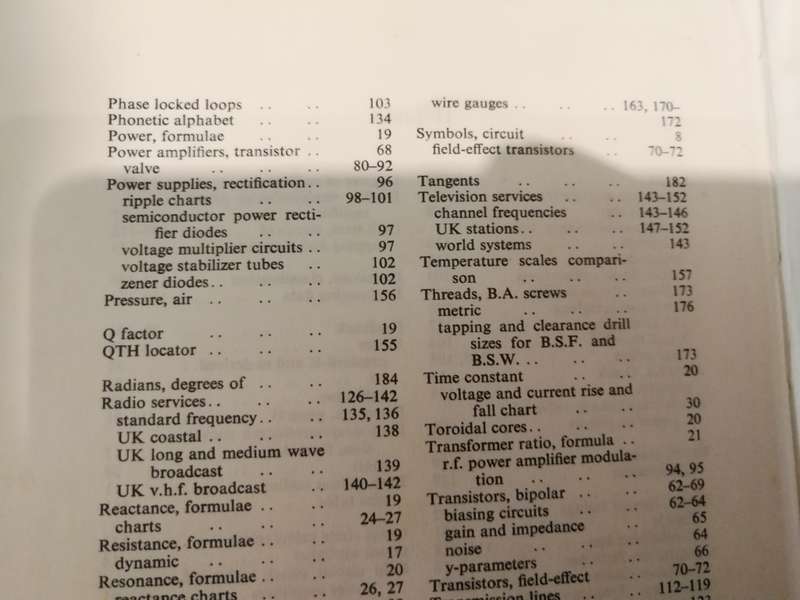 Phase locked loops .. .. 103
Phonetic alphabet .. .. 134
Power, formulae .. .. 19
Power amplifiers, transistor .. 68
valve .. .. .. 80–92
Power supplies, rectification .. 96
ripple charts .. .. 98–101
semiconductor power recti-
fier diodes .. .. 97
voltage multiplier circuits .. 97
voltage stabilizer tubes .. 102
zener diodes .. .. .. 102
Pressure, air .. .. .. 156
Q factor .. .. .. 19
QTH locator .. .. .. 155
Radians, degrees of .. .. 184
Radio services .. .. .. 126–142
standard frequency .. .. 135, 136
UK coastal .. .. .. 138
UK long and medium wave
broadcast .. .. 139
UK v.h.f. broadcast .. 140–142
Reactance, formulae .. .. 19
charts .. .. .. 24–27
Resistance, formulae .. .. 19
dynamic .. .. .. 17
Resonance, formulae .. .. 20
reactance charts .. .. 26, 27
wire gauges .. .. .. 163, 170–
172
Symbols, circuit .. .. 8
field-effect transistors .. 70–72
Tangents .. .. .. 182
Television services .. .. 143–152
channel frequencies .. 143–146
UK stations .. .. .. 147–152
world systems .. .. 143
Temperature scales compari-
son .. .. .. 157
Threads, B.A. screws .. 173
metric .. .. .. 176
tapping and clearance drill
sizes for B.S.F. and
B.S.W. .. .. .. 173
Time constant .. .. 20
voltage and current rise and
fall chart .. .. 30
Toroidal cores .. .. .. 20
Transformer ratio, formula .. 21
r.f. power amplifier modula-
tion .. .. .. 94, 95
Transistors, bipolar .. .. 62–69
biasing circuits .. .. 62–64
gain and impedance .. 65
noise .. .. .. 64
y-parameters .. .. 66
Transistors, field-effect .. 70–72
Transmission lines .. .. 112–119